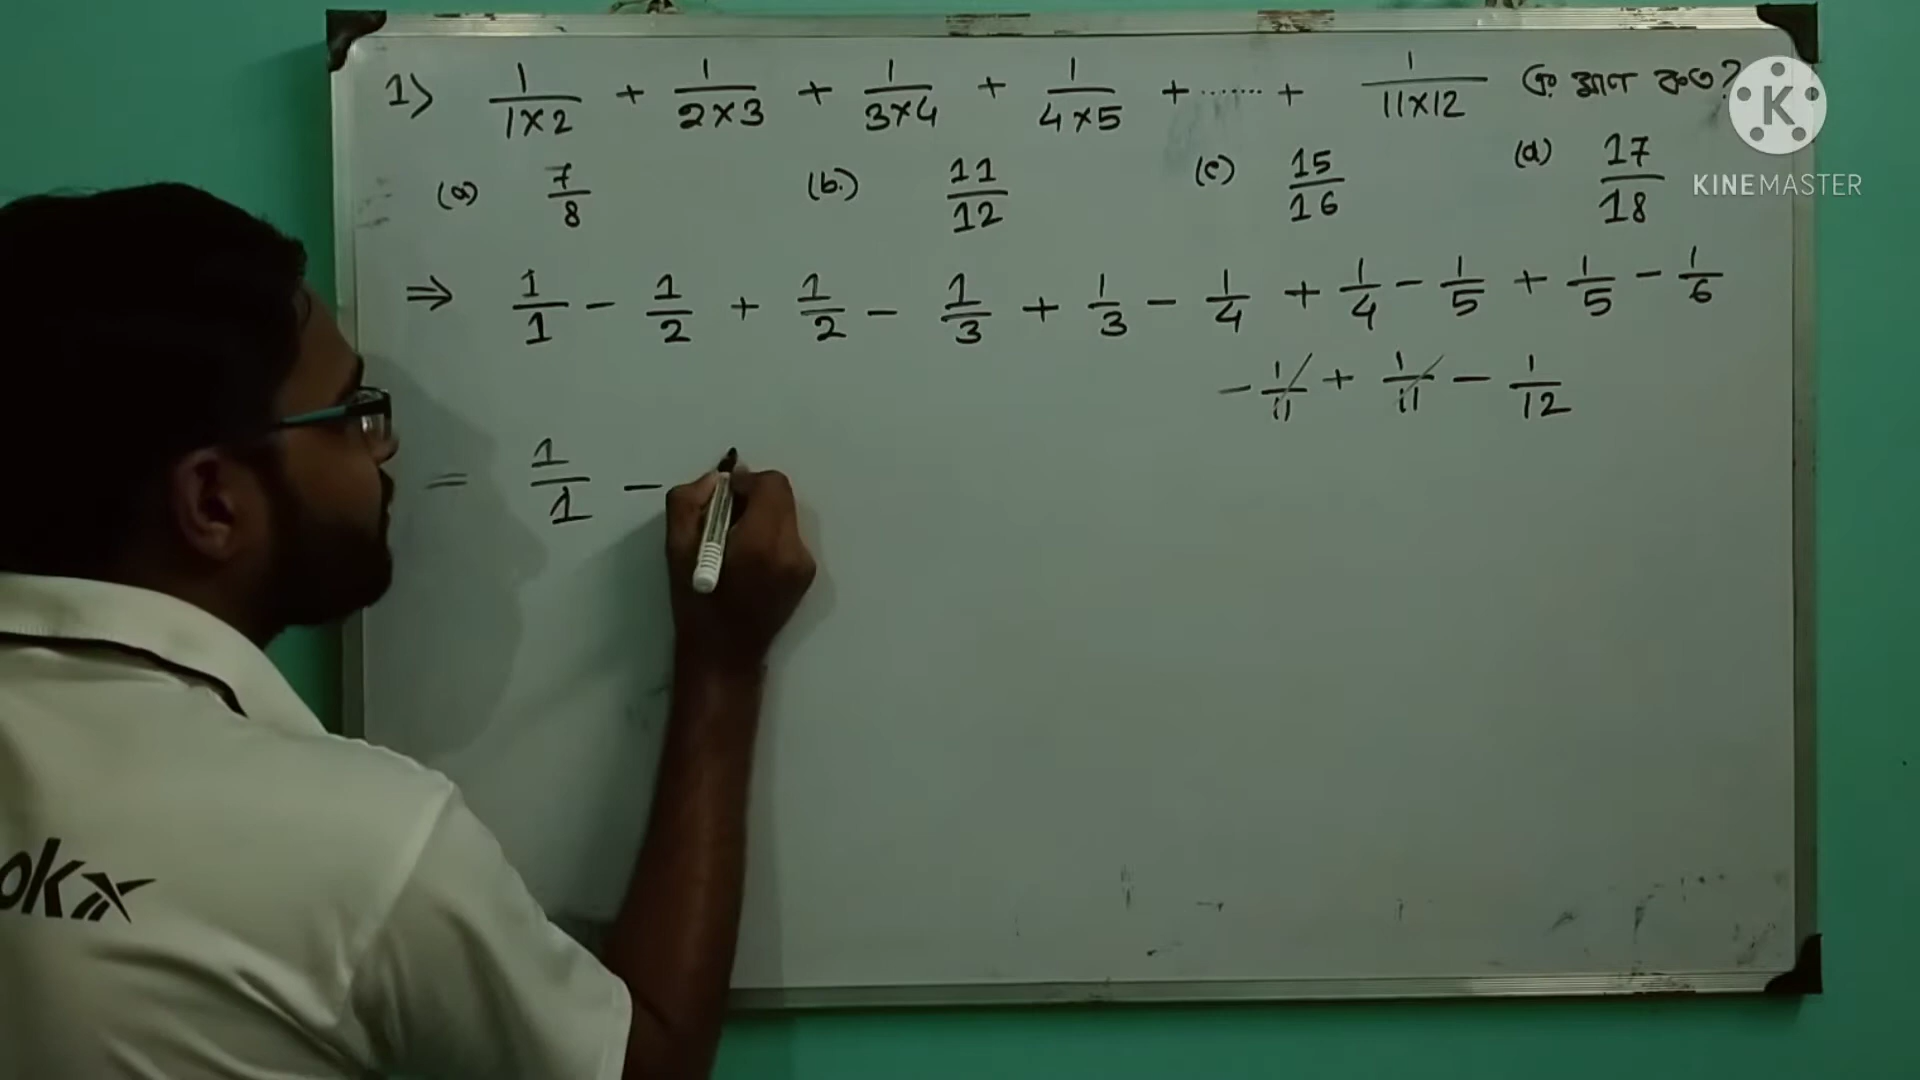 1) 1/1×2 + 1/2×3 + 1/3×4 + 1/4×5 + ...... + 1/11×12 এর মান কত?
(a) 7/8 (b.) 11/12 (c) 15/16 (d) 17/18
⇒ 1/1 - 1/2 + 1/2 - 1/3 + 1/3 - 1/4 + 1/4 - 1/5 + 1/5 - 1/6
- 1/11 + 1/11 - 1/12
= 1/1 -
K
KINEMASTER
okx